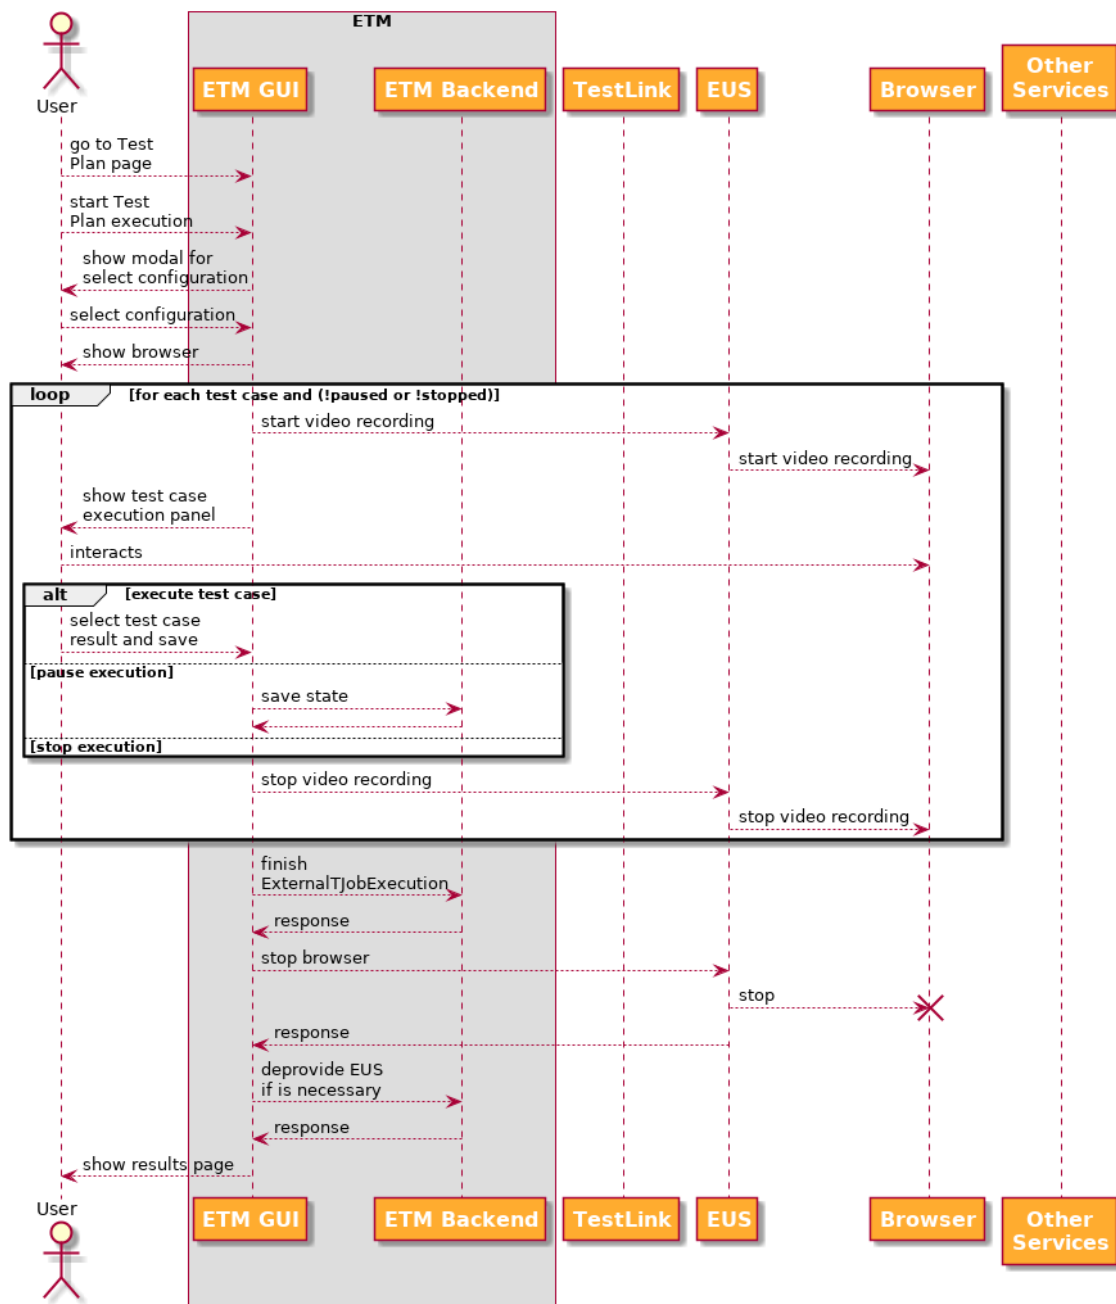 ETM
User
ETM GUI
ETM Backend
TestLink
EUS
Browser
Other
Services
go to Test
Plan page
start Test
Plan execution
show modal for
select configuration
select configuration
show browser
loop
[for each test case and (!paused or !stopped)]
start video recording
start video recording
show test case
execution panel
interacts
alt
[execute test case]
select test case
result and save
[pause execution]
save state
[stop execution]
stop video recording
stop video recording
finish
ExternalTJobExecution
response
stop browser
stop
response
deprovide EUS
if is necessary
response
show results page
User
ETM GUI
ETM Backend
TestLink
EUS
Browser
Other
Services